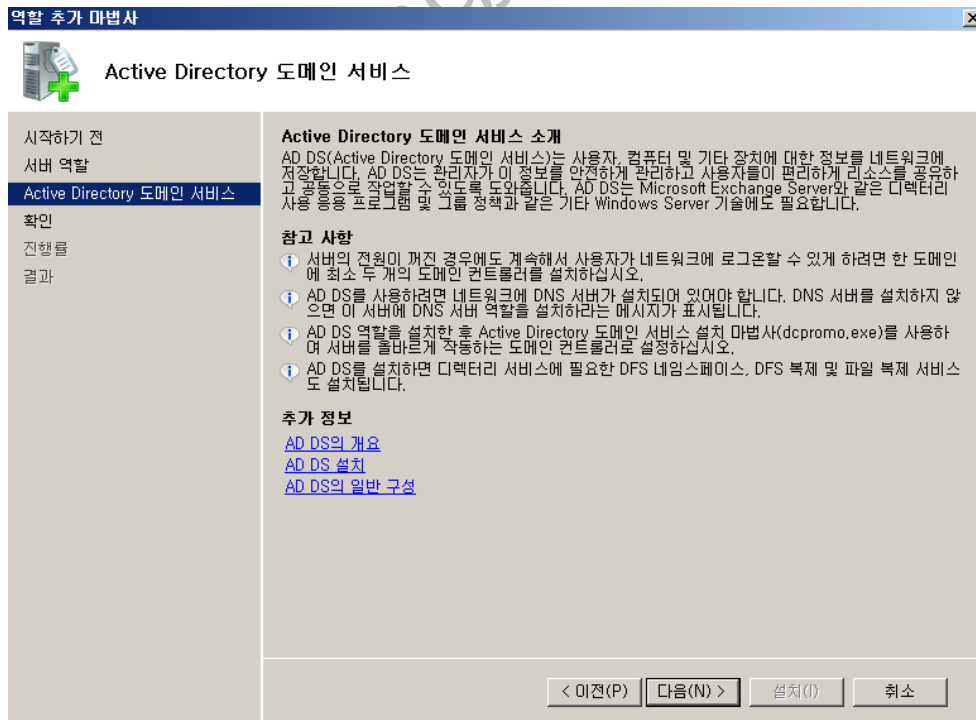 역할 추가 마법사
Active Directory 도메인 서비스
시작하기 전
서버 역할
Active Directory 도메인 서비스
확인
진행률
결과
Active Directory 도메인 서비스 소개
AD DS(Active Directory 도메인 서비스)는 사용자, 컴퓨터 및 기타 장치에 대한 정보를 네트워크에
저장합니다. AD DS는 관리자가 이 정보를 안전하게 관리하고 사용자들이 편리하게 리소스를 공유하
고 공동으로 작업할 수 있도록 도와줍니다. AD DS는 Microsoft Exchange Server와 같은 디렉터리
사용 응용 프로그램 및 그룹 정책과 같은 기타 Windows Server 기술에도 필요합니다.
참고 사항
서버의 전원이 꺼진 경우에도 계속해서 사용자가 네트워크에 로그온할 수 있게 하려면 한 도메인
에 최소 두 개의 도메인 컨트롤러를 설치하십시오.
AD DS를 사용하려면 네트워크에 DNS 서버가 설치되어 있어야 합니다. DNS 서버를 설치하지 않
으면 이 서버에 DNS 서버 역할을 설치하라는 메시지가 표시됩니다.
AD DS 역할을 설치한 후 Active Directory 도메인 서비스 설치 마법사(dcpromo.exe)를 사용하
여 서버를 올바르게 작동하는 도메인 컨트롤러로 설정하십시오.
AD DS를 설치하면 디렉터리 서비스에 필요한 DFS 네임스페이스, DFS 복제 및 파일 복제 서비스
도 설치됩니다.
추가 정보
AD DS의 개요
AD DS 설치
AD DS의 일반 구성
< 이전(P) 다음(N) > 설치(I) 취소